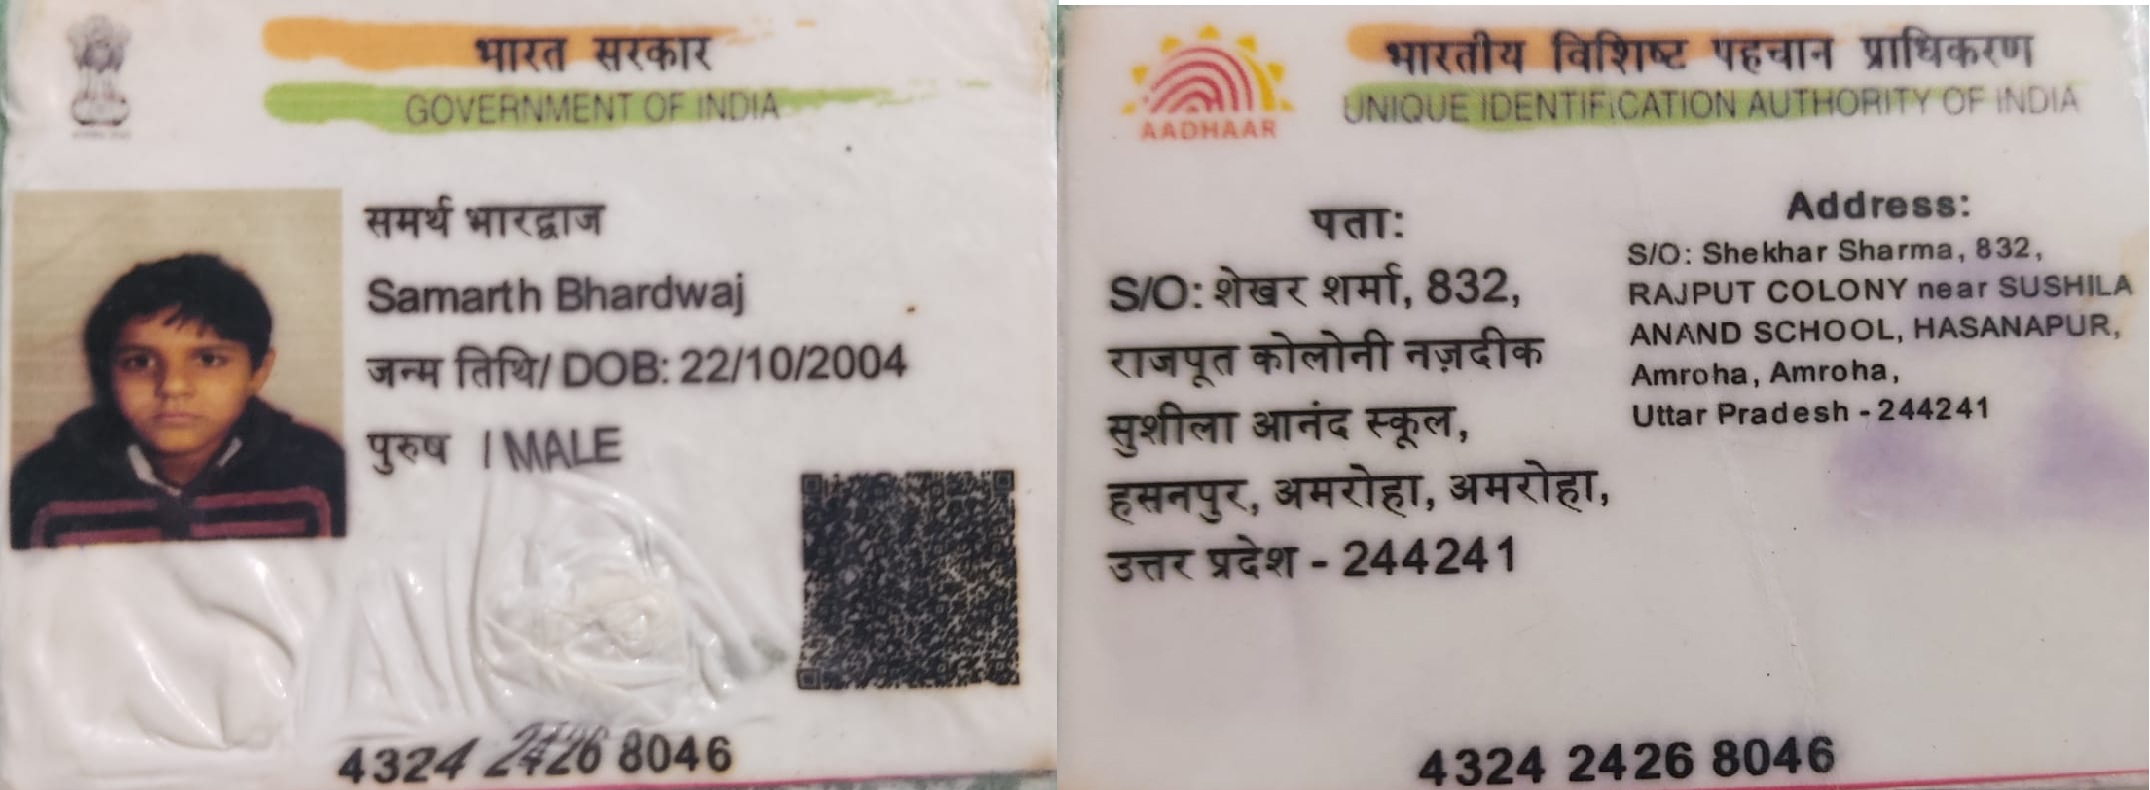 भारत सरकार
GOVERNMENT OF INDIA
समर्थ भारद्वाज
Samarth Bhardwaj
जन्म तिथि/ DOB: 22/10/2004
पुरुष / MALE
4324 2426 8046
भारतीय विशिष्ट पहचान प्राधिकरण
UNIQUE IDENTIFICATION AUTHORITY OF INDIA
AADHAAR
पता:
S/O: शेखर शर्मा, 832,
राजपूत कोलोनी नज़दीक
सुशीला आनंद स्कूल,
हसनपुर, अमरोहा, अमरोहा,
उत्तर प्रदेश - 244241
Address:
S/O: Shekhar Sharma, 832,
RAJPUT COLONY near SUSHILA
ANAND SCHOOL, HASANAPUR,
Amroha, Amroha,
Uttar Pradesh - 244241
4324 2426 8046